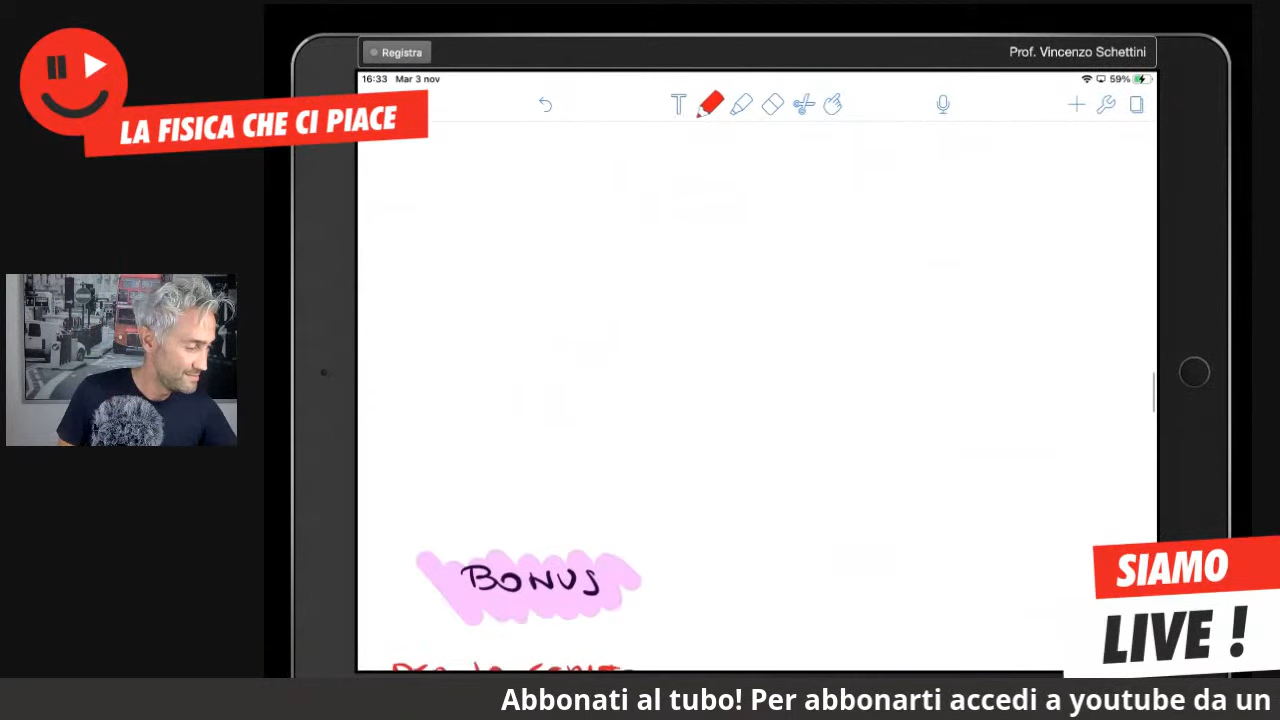 Registra
Prof. Vincenzo Schettini
16:33 Mar 3 nov
59%
T
LA FISICA CHE CI PIACE
BONUS
SIAMO
LIVE !
Abbonati al tubo! Per abbonarti accedi a youtube da un